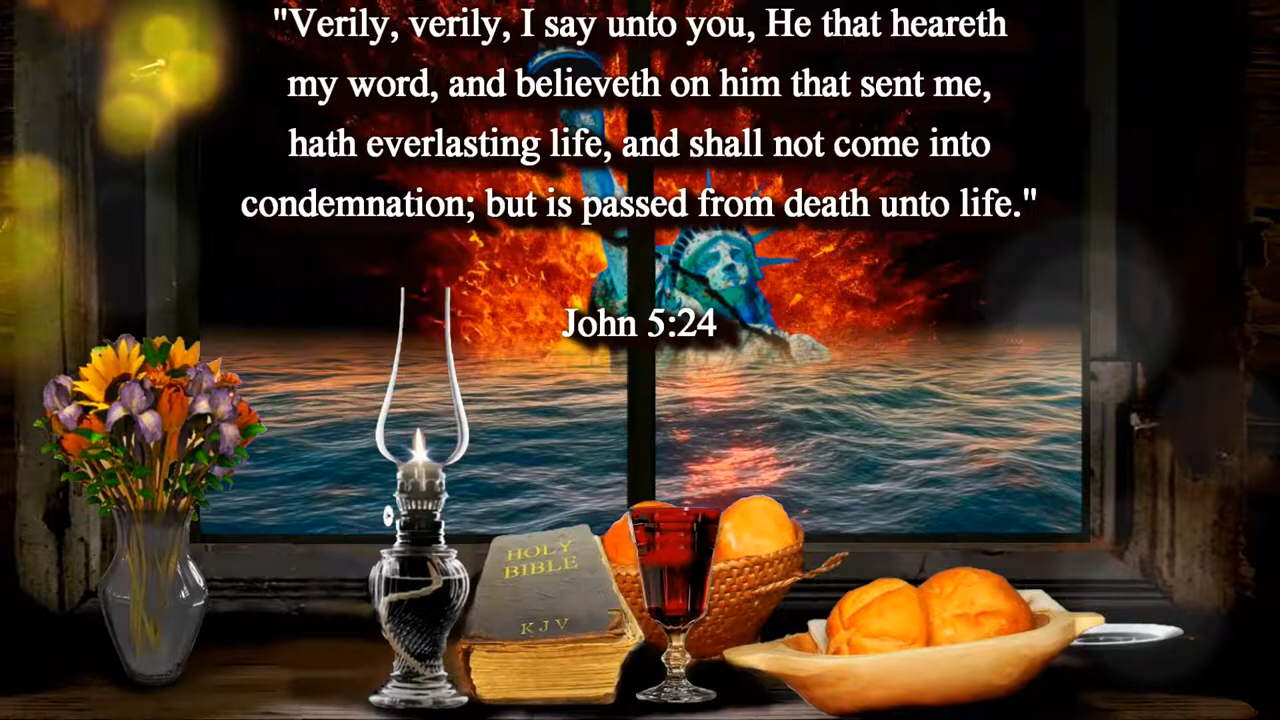 "Verily, verily, I say unto you, He that heareth
my word, and believeth on him that sent me,
hath everlasting life, and shall not come into
condemnation; but is passed from death unto life."
John 5:24
HOLY
BIBLE
KJV